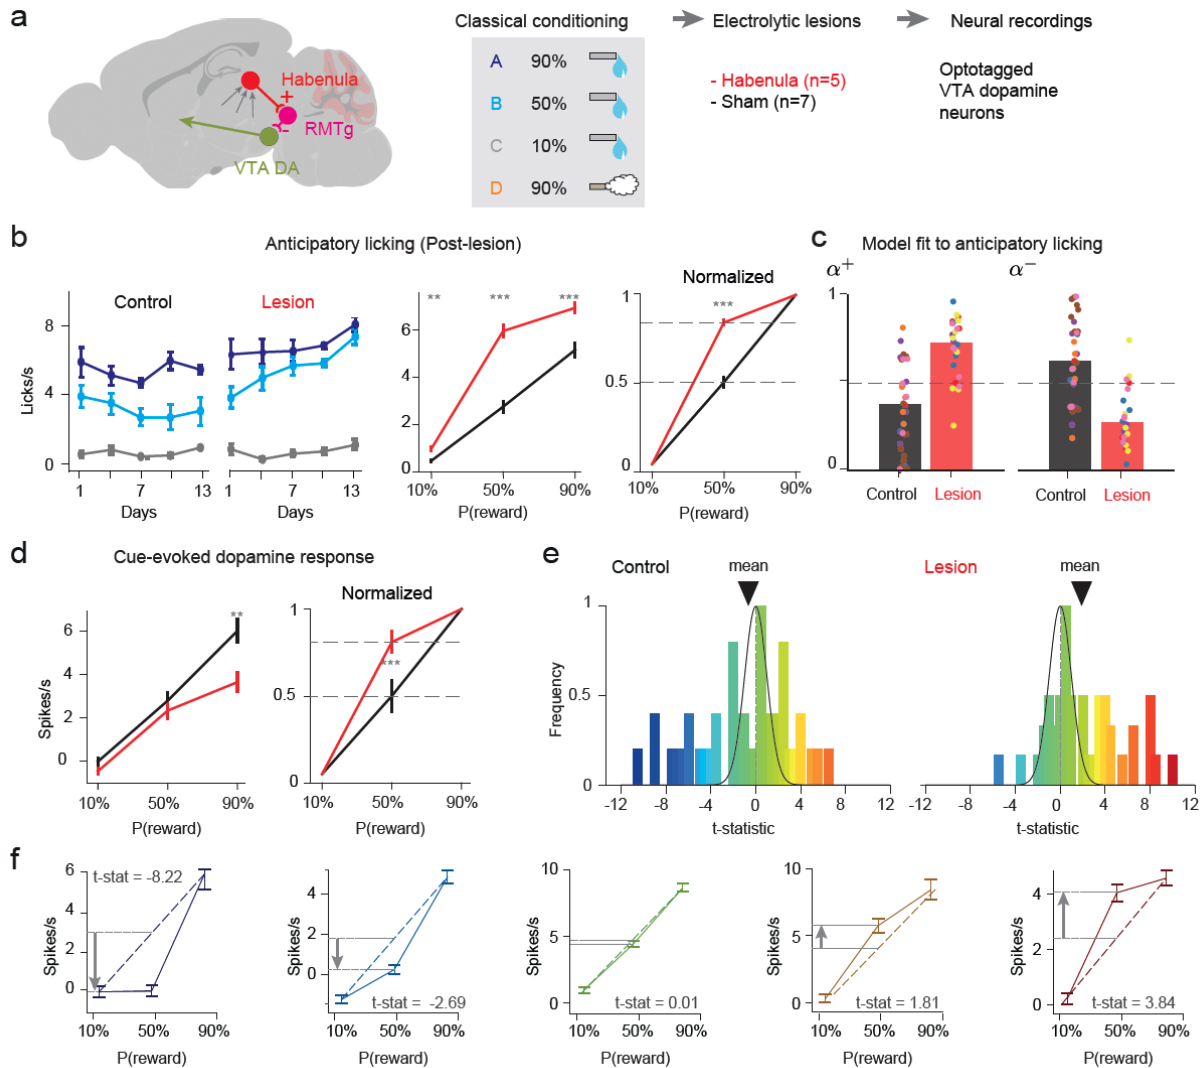 a
Habenula
+
-
RMTg
VTA DA
Classical conditioning
A 90%
B 50%
C 10%
D 90%
Electrolytic lesions
- Habenula (n=5)
- Sham (n=7)
Neural recordings
Optotagged
VTA dopamine
neurons
b
Anticipatory licking (Post-lesion)
Control
Lesion
8
4
0
Licks/s
1 7 13
Days
1 7 13
Days
** *** ***
6
4
2
0
10% 50% 90%
P(reward)
Normalized
***
1
0.5
0
10% 50% 90%
P(reward)
c
Model fit to anticipatory licking
α+
α−
1
0
Control Lesion
Control Lesion
d
Cue-evoked dopamine response
**
6
4
2
0
Spikes/s
10% 50% 90%
P(reward)
Normalized
***
1
0.5
0
10% 50% 90%
P(reward)
e
Control
mean
Lesion
mean
1
0.5
0
Frequency
-12 -8 -4 0 4 8 12
t-statistic
-12 -8 -4 0 4 8 12
t-statistic
f
t-stat = -8.22
6
4
2
0
Spikes/s
10% 50% 90%
P(reward)
4
2
0
Spikes/s
t-stat = -2.69
10% 50% 90%
P(reward)
10
5
0
Spikes/s
t-stat = 0.01
10% 50% 90%
P(reward)
10
5
0
Spikes/s
t-stat = 1.81
10% 50% 90%
P(reward)
4
2
0
Spikes/s
t-stat = 3.84
10% 50% 90%
P(reward)